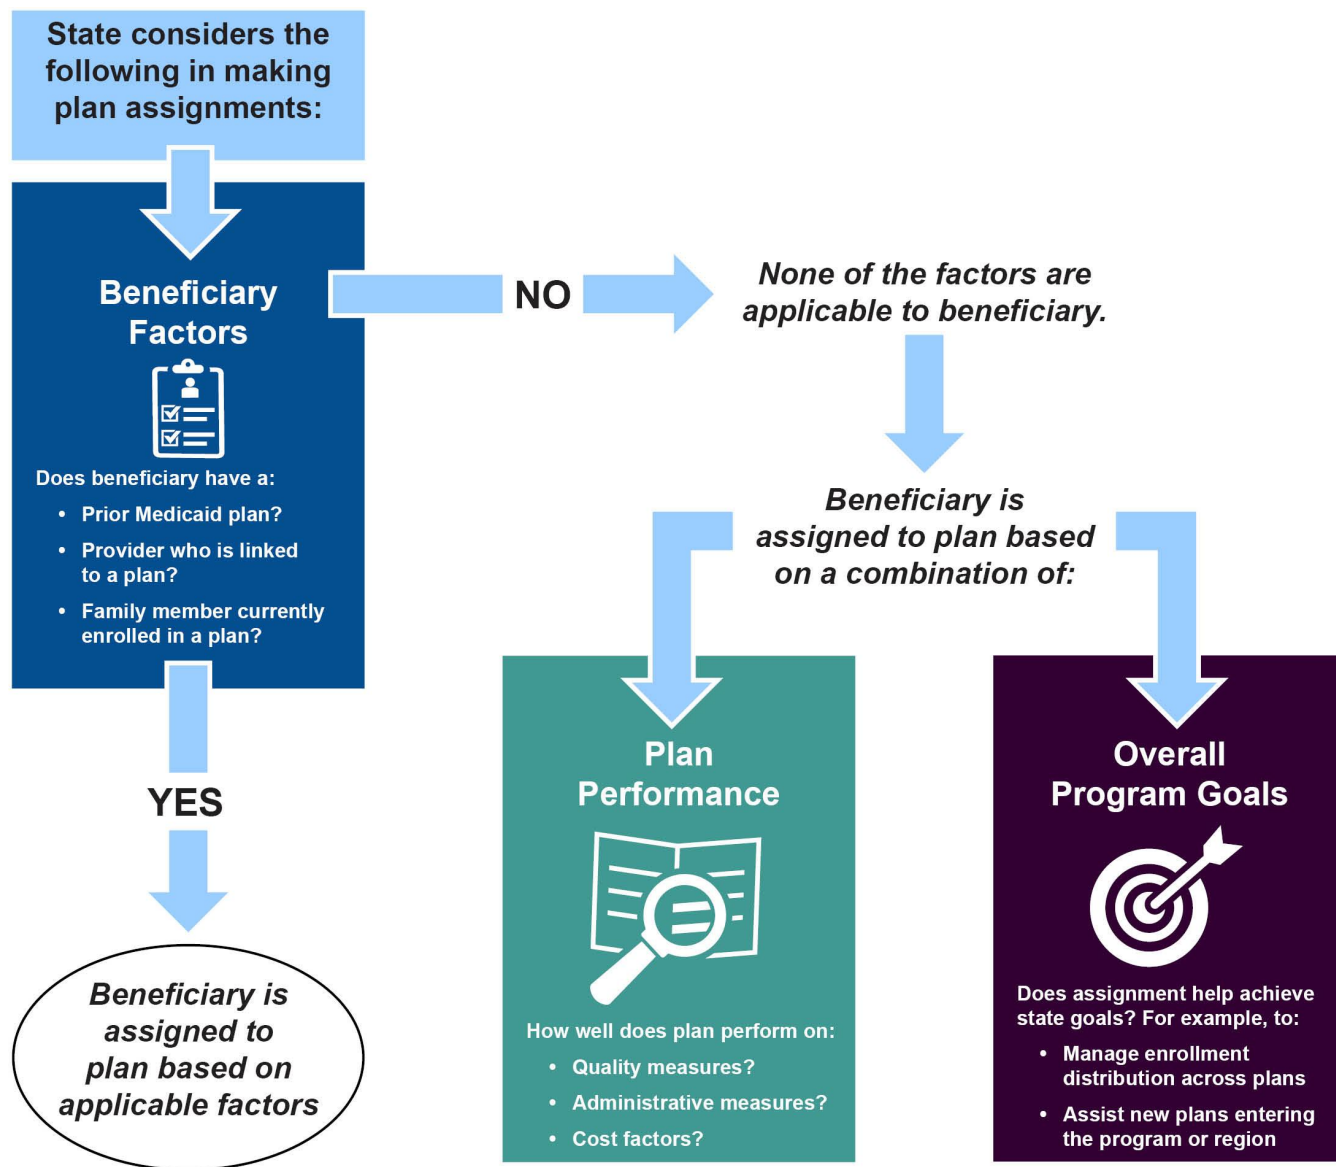 State considers the
following in making
plan assignments:
Beneficiary
Factors
Does beneficiary have a:
• Prior Medicaid plan?
• Provider who is linked
to a plan?
• Family member currently
enrolled in a plan?
YES
Beneficiary is
assigned to
plan based on
applicable factors
NO
None of the factors are
applicable to beneficiary.
Beneficiary is
assigned to plan based
on a combination of:
Plan
Performance
How well does plan perform on:
• Quality measures?
• Administrative measures?
• Cost factors?
Overall
Program Goals
Does assignment help achieve
state goals? For example, to:
• Manage enrollment
distribution across plans
• Assist new plans entering
the program or region